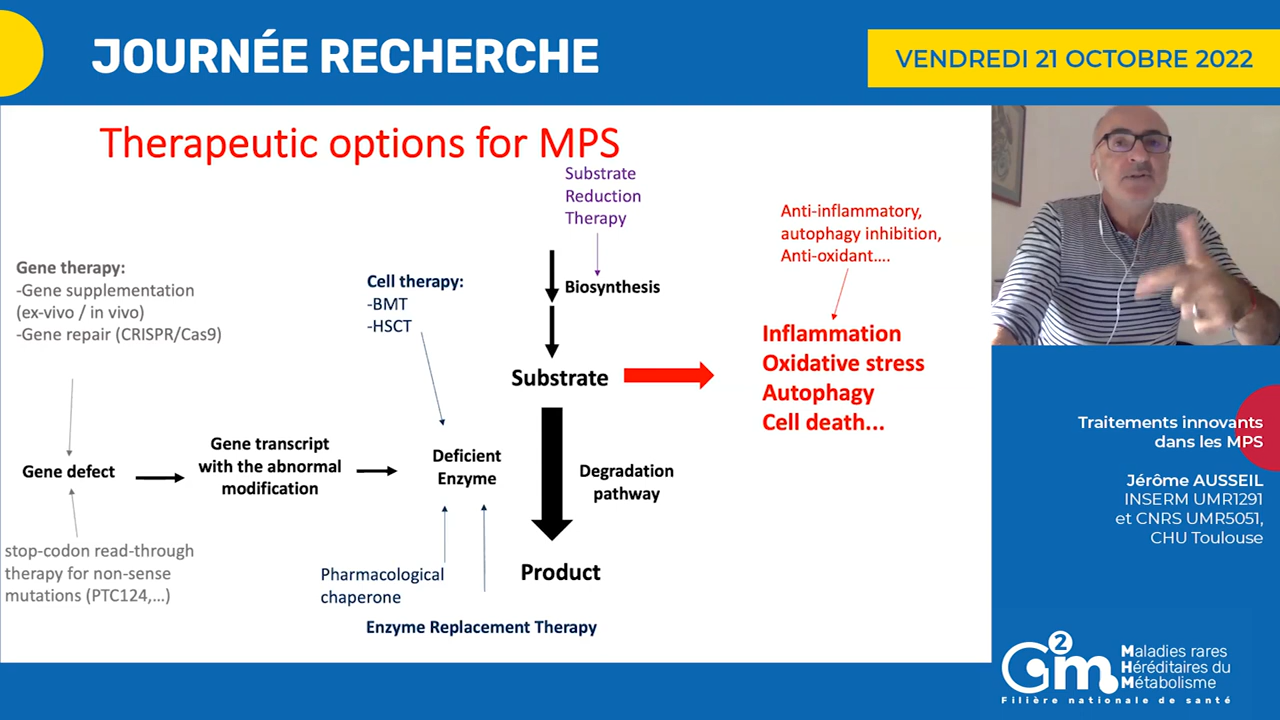 JOURNÉE RECHERCHE
VENDREDI 21 OCTOBRE 2022
Therapeutic options for MPS
Substrate
Reduction
Therapy
Anti-inflammatory,
autophagy inhibition,
Anti-oxidant....
Gene therapy:
-Gene supplementation
(ex-vivo / in vivo)
-Gene repair (CRISPR/Cas9)
Cell therapy:
-BMT
-HSCT
Biosynthesis
Substrate
Inflammation
Oxidative stress
Autophagy
Cell death...
Gene defect
Gene transcript
with the abnormal
modification
Deficient
Enzyme
Degradation
pathway
stop-codon read-through
therapy for non-sense
mutations (PTC124,...)
Pharmacological
chaperone
Product
Enzyme Replacement Therapy
Traitements innovants
dans les MPS
Jérôme AUSSEIL
INSERM UMR1291
et CNRS UMR5051,
CHU Toulouse
G2m
Maladies rares
Héréditaires du
Métabolisme
Filière nationale de santé